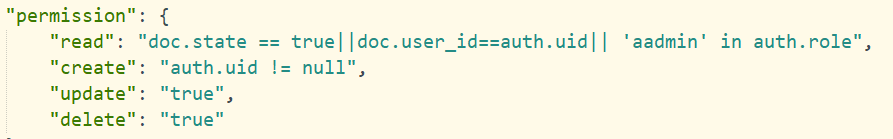 "permission": {
"read": "doc.state == true||doc.user_id==auth.uid|| 'aadmin' in auth.role",
"create": "auth.uid != null",
"update": "true",
"delete": "true"